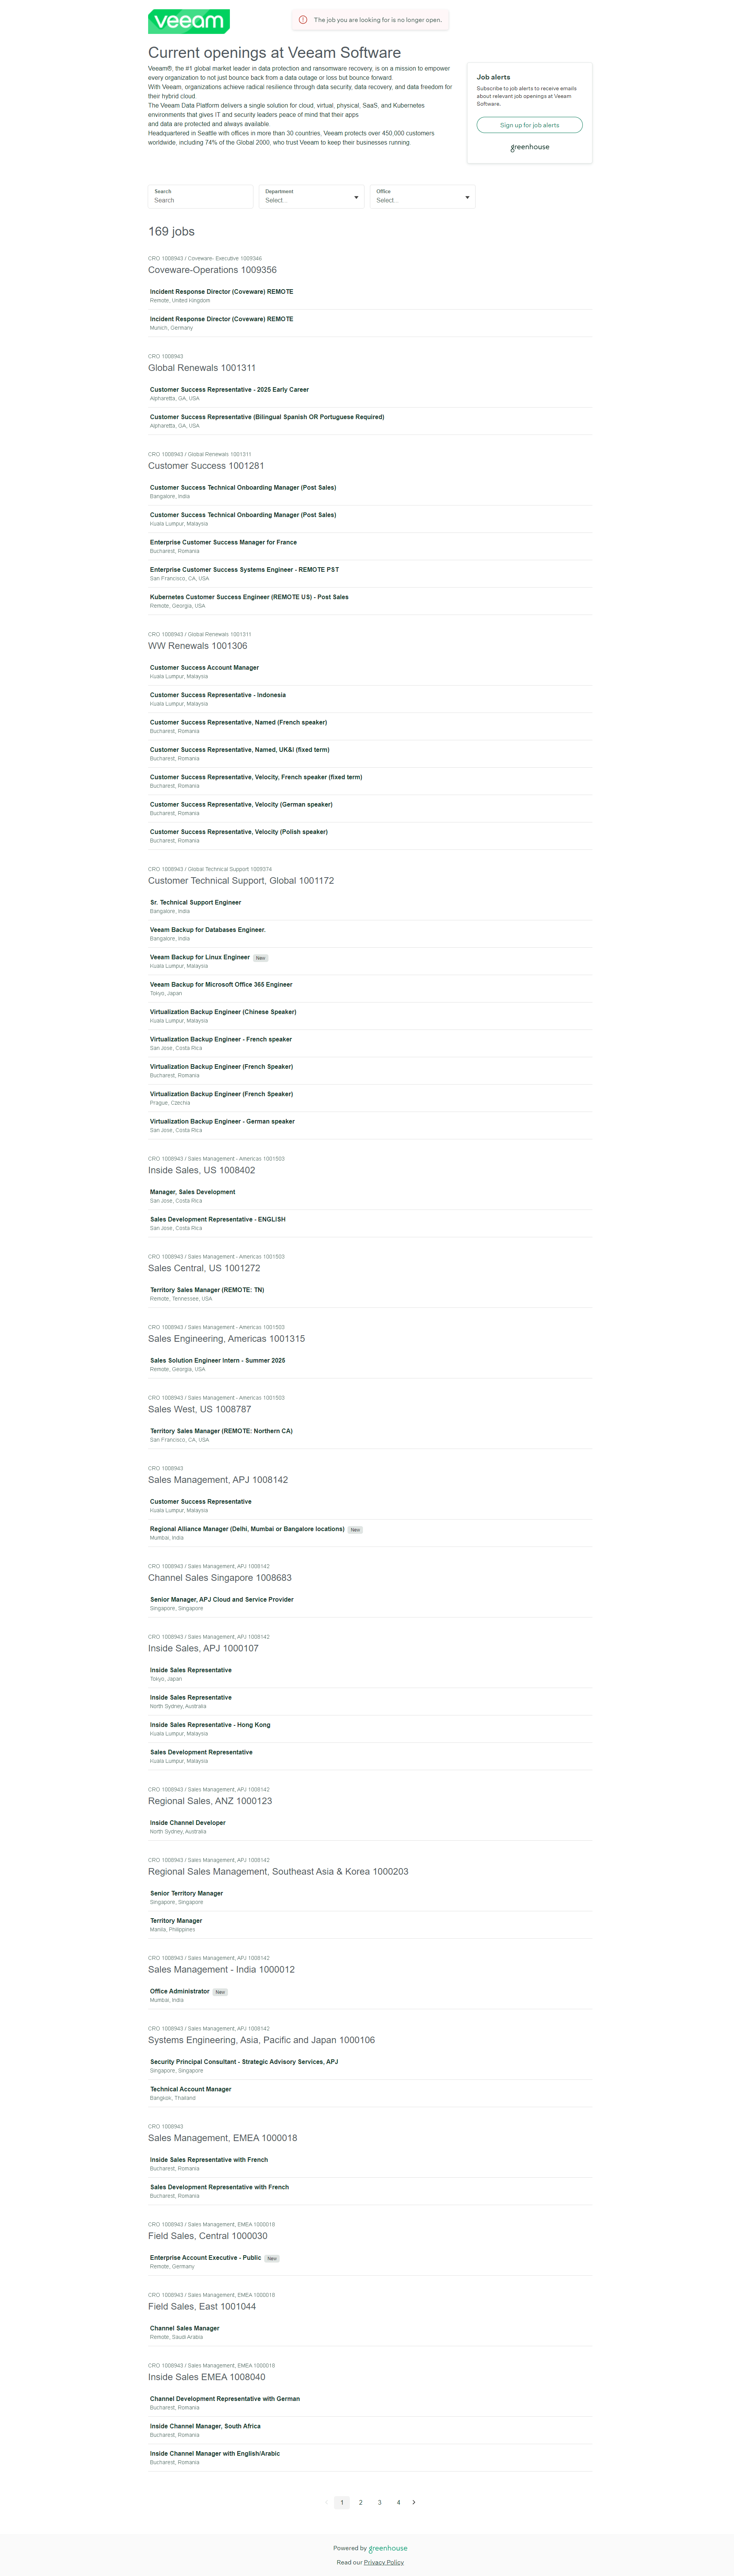 veeam
The job you are looking for is no longer open.
Current openings at Veeam Software
Veeam®, the #1 global market leader in data protection and ransomware recovery, is on a mission to empower
every organization to not just bounce back from a data outage or loss but bounce forward.
With Veeam, organizations achieve radical resilience through data security, data recovery, and data freedom for
their hybrid cloud.
The Veeam Data Platform delivers a single solution for cloud, virtual, physical, SaaS, and Kubernetes
environments that gives IT and security leaders peace of mind that their apps
and data are protected and always available.
Headquartered in Seattle with offices in more than 30 countries, Veeam protects over 450,000 customers
worldwide, including 74% of the Global 2000, who trust Veeam to keep their businesses running.
Job alerts
Subscribe to job alerts to receive emails
about relevant job openings at Veeam
Software.
Sign up for job alerts
greenhouse
Search
Search
Department
Select...
Office
Select...
169 jobs
CRO 1008943 / Coveware- Executive 1009346
Coveware-Operations 1009356
Incident Response Director (Coveware) REMOTE
Remote, United Kingdom
Incident Response Director (Coveware) REMOTE
Munich, Germany
CRO 1008943
Global Renewals 1001311
Customer Success Representative - 2025 Early Career
Alpharetta, GA, USA
Customer Success Representative (Bilingual Spanish OR Portuguese Required)
Alpharetta, GA, USA
CRO 1008943 / Global Renewals 1001311
Customer Success 1001281
Customer Success Technical Onboarding Manager (Post Sales)
Bangalore, India
Customer Success Technical Onboarding Manager (Post Sales)
Kuala Lumpur, Malaysia
Enterprise Customer Success Manager for France
Bucharest, Romania
Enterprise Customer Success Systems Engineer - REMOTE PST
San Francisco, CA, USA
Kubernetes Customer Success Engineer (REMOTE US) - Post Sales
Remote, Georgia, USA
CRO 1008943 / Global Renewals 1001311
WW Renewals 1001306
Customer Success Account Manager
Kuala Lumpur, Malaysia
Customer Success Representative - Indonesia
Kuala Lumpur, Malaysia
Customer Success Representative, Named (French speaker)
Bucharest, Romania
Customer Success Representative, Named, UK&I (fixed term)
Bucharest, Romania
Customer Success Representative, Velocity, French speaker (fixed term)
Bucharest, Romania
Customer Success Representative, Velocity (German speaker)
Bucharest, Romania
Customer Success Representative, Velocity (Polish speaker)
Bucharest, Romania
CRO 1008943 / Global Technical Support 1009374
Customer Technical Support, Global 1001172
Sr. Technical Support Engineer
Bangalore, India
Veeam Backup for Databases Engineer.
Bangalore, India
Veeam Backup for Linux Engineer New
Kuala Lumpur, Malaysia
Veeam Backup for Microsoft Office 365 Engineer
Tokyo, Japan
Virtualization Backup Engineer (Chinese Speaker)
Kuala Lumpur, Malaysia
Virtualization Backup Engineer - French speaker
San Jose, Costa Rica
Virtualization Backup Engineer (French Speaker)
Bucharest, Romania
Virtualization Backup Engineer (French Speaker)
Prague, Czechia
Virtualization Backup Engineer - German speaker
San Jose, Costa Rica
CRO 1008943 / Sales Management - Americas 1001503
Inside Sales, US 1008402
Manager, Sales Development
San Jose, Costa Rica
Sales Development Representative - ENGLISH
San Jose, Costa Rica
CRO 1008943 / Sales Management - Americas 1001503
Sales Central, US 1001272
Territory Sales Manager (REMOTE: TN)
Remote, Tennessee, USA
CRO 1008943 / Sales Management - Americas 1001503
Sales Engineering, Americas 1001315
Sales Solution Engineer Intern - Summer 2025
Remote, Georgia, USA
CRO 1008943 / Sales Management - Americas 1001503
Sales West, US 1008787
Territory Sales Manager (REMOTE: Northern CA)
San Francisco, CA, USA
CRO 1008943
Sales Management, APJ 1008142
Customer Success Representative
Kuala Lumpur, Malaysia
Regional Alliance Manager (Delhi, Mumbai or Bangalore locations) New
Mumbai, India
CRO 1008943 / Sales Management, APJ 1008142
Channel Sales Singapore 1008683
Senior Manager, APJ Cloud and Service Provider
Singapore, Singapore
CRO 1008943 / Sales Management, APJ 1008142
Inside Sales, APJ 1000107
Inside Sales Representative
Tokyo, Japan
Inside Sales Representative
North Sydney, Australia
Inside Sales Representative - Hong Kong
Kuala Lumpur, Malaysia
Sales Development Representative
Kuala Lumpur, Malaysia
CRO 1008943 / Sales Management, APJ 1008142
Regional Sales, ANZ 1000123
Inside Channel Developer
North Sydney, Australia
CRO 1008943 / Sales Management, APJ 1008142
Regional Sales Management, Southeast Asia & Korea 1000203
Senior Territory Manager
Singapore, Singapore
Territory Manager
Manila, Philippines
CRO 1008943 / Sales Management, APJ 1008142
Sales Management - India 1000012
Office Administrator New
Mumbai, India
CRO 1008943 / Sales Management, APJ 1008142
Systems Engineering, Asia, Pacific and Japan 1000106
Security Principal Consultant - Strategic Advisory Services, APJ
Singapore, Singapore
Technical Account Manager
Bangkok, Thailand
CRO 1008943
Sales Management, EMEA 1000018
Inside Sales Representative with French
Bucharest, Romania
Sales Development Representative with French
Bucharest, Romania
CRO 1008943 / Sales Management, EMEA 1000018
Field Sales, Central 1000030
Enterprise Account Executive - Public New
Remote, Germany
CRO 1008943 / Sales Management, EMEA 1000018
Field Sales, East 1001044
Channel Sales Manager
Remote, Saudi Arabia
CRO 1008943 / Sales Management, EMEA 1000018
Inside Sales EMEA 1008040
Channel Development Representative with German
Bucharest, Romania
Inside Channel Manager, South Africa
Bucharest, Romania
Inside Channel Manager with English/Arabic
Bucharest, Romania
1 2 3 4
Powered by greenhouse
Read our Privacy Policy